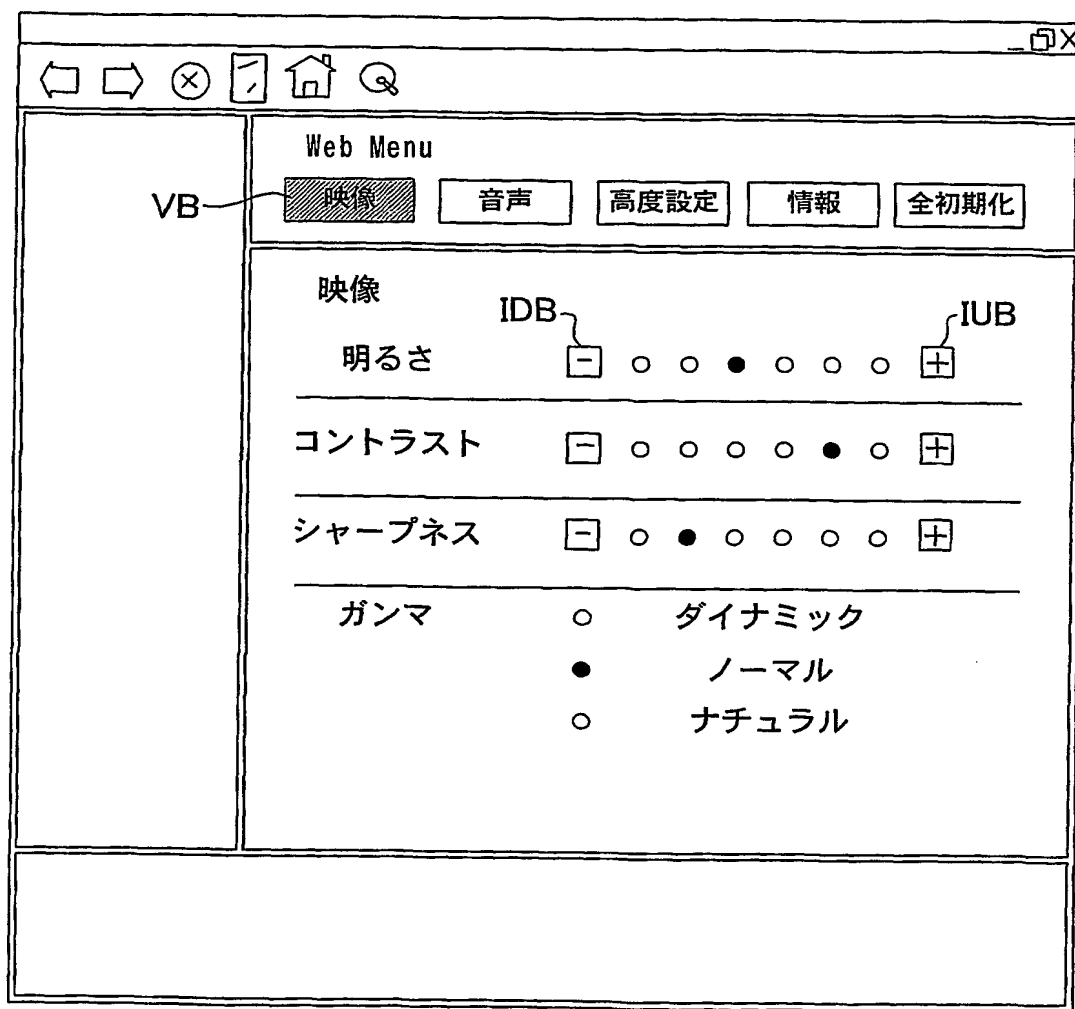 Web Menu
VB 映像 音声 高度設定 情報 全初期化
映像
IDB IUB
明るさ - +
コントラスト - +
シャープネス - +
ガンマ ダイナミック
ノーマル
ナチュラル